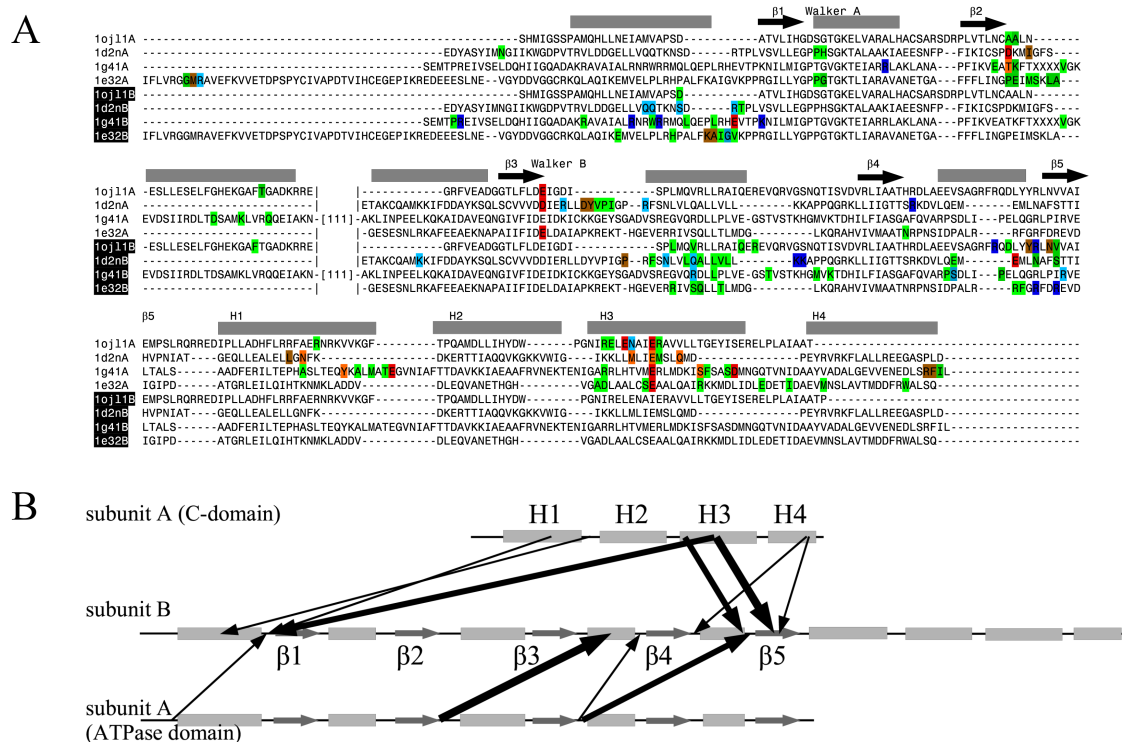 A
β1 Walker A β2
1ojl1A ------SHMIGSSPAMQHLLNEIAMVAPSD---------ATVLIHGDSGTGKELVARALHACSARSDRPLVTLNCAALN------
1d2nA ------EDYASYIMNGIIKWGDPVTRVLDDGELLVQQTKNSD------RTPLVSVLLEGPPHSGKTALAAKIAEESNFP--FIKICSPDKMIGFS-----
1g41A ------SEMTPREIVSELDQHIIGQADAKRAVAIALRNRWRRMQLQEPLRHEVTPKNILMIGPTGVGKTEIARRLAKLANAP--PFIKVEATKFTXXXXVGK
1e32A IFLVRGGMRAVEFKVVETDPSPYCIVAPDTVIHCEGEPIKREDEEESLNE---VGYDDVGGCRKQLAQIKEMVELPLRHPALFKAIGVKPPRGILLYGPPGTGKTLIARAVANETGA---FFFLINGPEIMSKLA----
1ojl1B ------SHMIGSSPAMQHLLNEIAMVAPSD---------ATVLIHGDSGTGKELVARALHACSARSDRPLVTLNCAALN------
1d2nB ------EDYASYIMNGIIKWGDPVTRVLDDGELLVQQTKNSD------RTPLVSVLLEGPPHSGKTALAAKIAEESNFP--FIKICSPDKMIGFS-----
1g41B ------SEMTPREIVSELDQHIIGQADAKRAVAIALRNRWRRMQLQEPLRHEVTPKNILMIGPTGVGKTEIARRLAKLANAP--PFIKVEATKFTXXXXVGK
1e32B IFLVRGGMRAVEFKVVETDPSPYCIVAPDTVIHCEGEPIKREDEEESLNE---VGYDDVGGCRKQLAQIKEMVELPLRHPALFKAIGVKPPRGILLYGPPGTGKTLIARAVANETGA---FFFLINGPEIMSKLA----
β3 Walker B β4 β5
1ojl1A -ESLLESELFGHEKGAFTGADKRRE| |-----------GRFVEADGGTLFLDEIGDI-------SPLMQVRLLRAIQEREVQRVGSNQTISVDVRLIAATHRDLAEEVSAGRFRQDLYYRLNVVAI
1d2nA -------------------------| |ETAKCQAMKKIFDDAYKSQLSCVVVDDIERLLDYVPIGP--RFSNLVLQALLVLL-------KKAPPQGRKLLIIGTTSRKDVLQEM------EMLNAFSTTI
1g41A EVDSIIRDLTDSAMKLVRQQEIAKN-[111]-AKLINPEELKQKAIDAVEQNGIVFIDEIDKICKKGEYSGADVSREGVQRDLLPLVE-GSTVSTKHGMVKTDHILFIASGAFQVARPSDLI----PELQGRLPIRVE
1e32A -------------------------| |-GESESNLRKAFEEAEKNAPAIIFIDELDAIAPKREKT-HGEVERRIVSQLLTLMDG--------LKQRAHVIVMAATNRPNSIDPALR------RFGRFDREVD
1ojl1B -ESLLESELFGHEKGAFTGADKRRE| |-----------GRFVEADGGTLFLDEIGDI-------SPLMQVRLLRAIQEREVQRVGSNQTISVDVRLIAATHRDLAEEVSAGRFRQDLYYRLNVVAI
1d2nB -------------------------| |ETAKCQAMKKIFDDAYKSQLSCVVVDDIERLLDYVPIGP--RFSNLVLQALLVLL-------KKAPPQGRKLLIIGTTSRKDVLQEM------EMLNAFSTTI
1g41B EVDSIIRDLTDSAMKLVRQQEIAKN-[111]-AKLINPEELKQKAIDAVEQNGIVFIDEIDKICKKGEYSGADVSREGVQRDLLPLVE-GSTVSTKHGMVKTDHILFIASGAFQVARPSDLI----PELQGRLPIRVE
1e32B -------------------------| |-GESESNLRKAFEEAEKNAPAIIFIDELDAIAPKREKT-HGEVERRIVSQLLTLMDG--------LKQRAHVIVMAATNRPNSIDPALR------RFGRFDREVD
β5 H1 H2 H3 H4
1ojl1A EMPSLRQRREDIPLLADHFLRRFAERNRKVVKGF-------TPQAMDLLIHYDW------PGNIRELENAIERAVVLLTGEYISERELPLAIAAT----------
1d2nA HVPNIAT----GEQLLEALELLGNFK---------------DKERTTIAQQVKGKKVWIG-----IKKLLMLIEMSLQMD-----------PEYRVRKFLALLREEGASPLD-----
1g41A LTALS------AADFERILTEPHASLTEQYKALMATEGVNIAFTTDAVKKIAEAAFRVNEKTENIGARRLHTVMERLMDKISFSASDMNGQTVNIDAAYVADALGEVVENEDLSRFIL-----
1e32A IGIPD------ATGRLEILQIHTKNMKLADDV---------DLEQVANETHGH-------VGADLAALCSEAALQAIRKKMDLIDLEDETIDAEVMNSLAVTMDDFRWALSQ-----
1ojl1B EMPSLRQRREDIPLLADHFLRRFAERNRKVVKGF-------TPQAMDLLIHYDW------PGNIRELENAIERAVVLLTGEYISERELPLAIAATP----------
1d2nB HVPNIAT----GEQLLEALELLGNFK---------------DKERTTIAQQVKGKKVWIG-----IKKLLMLIEMSLQMD-----------PEYRVRKFLALLREEGASPLD-----
1g41B LTALS------AADFERILTEPHASLTEQYKALMATEGVNIAFTTDAVKKIAEAAFRVNEKTENIGARRLHTVMERLMDKISFSASDMNGQTVNIDAAYVADALGEVVENEDLSRFIL-----
1e32B IGIPD------ATGRLEILQIHTKNMKLADDV---------DLEQVANETHGH-------VGADLAALCSEAALQAIRKKMDLIDLEDETIDAEVMNSLAVTMDDFRWALSQ-----
B
subunit A (C-domain) H1 H2 H3 H4
subunit B
β1 β2 β3 β4 β5
subunit A
(ATPase domain)